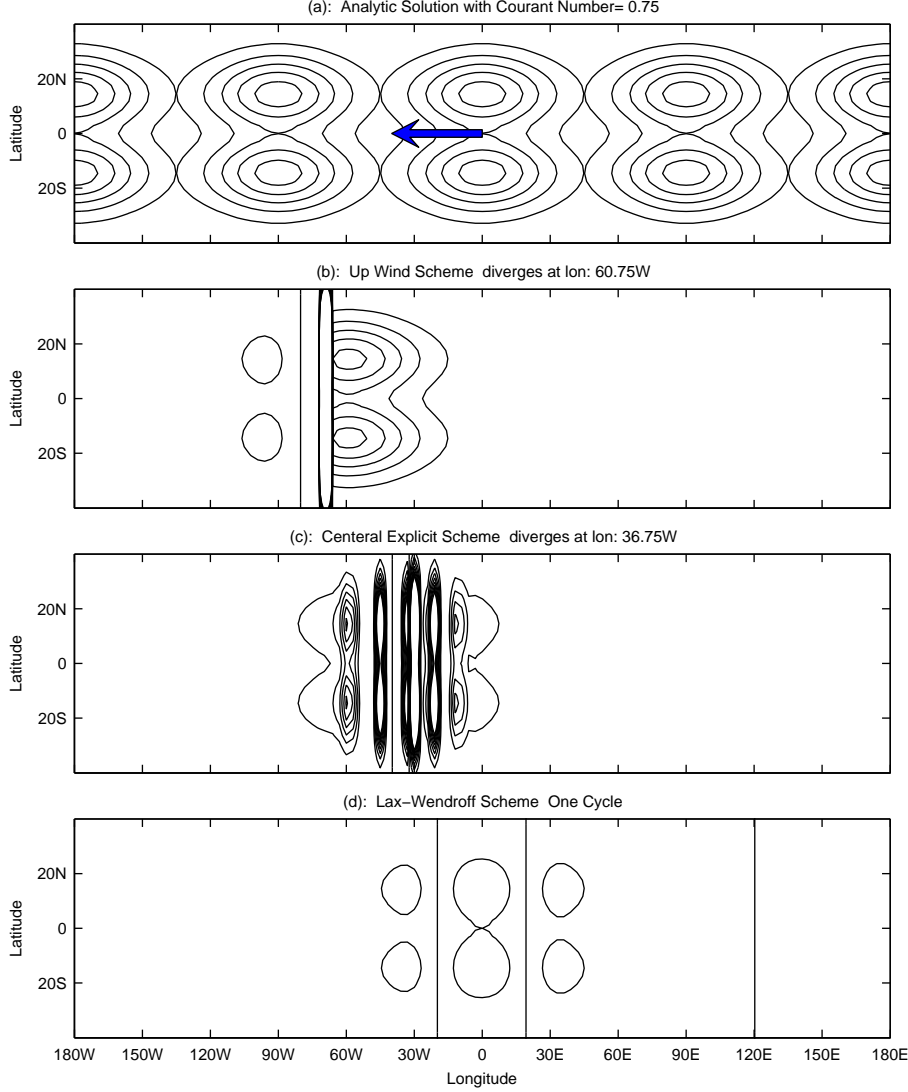 (a):  Analytic Solution with Courant Number= 0.75
20N
0
20S
Latitude
(b):  Up Wind Scheme  diverges at lon: 60.75W
20N
0
20S
Latitude
(c):  Central Explicit Scheme  diverges at lon: 36.75W
20N
0
20S
Latitude
(d):  Lax−Wendroff Scheme  One Cycle
20N
0
20S
Latitude
180W 150W 120W 90W 60W 30W 0 30E 60E 90E 120E 150E 180E
Longitude